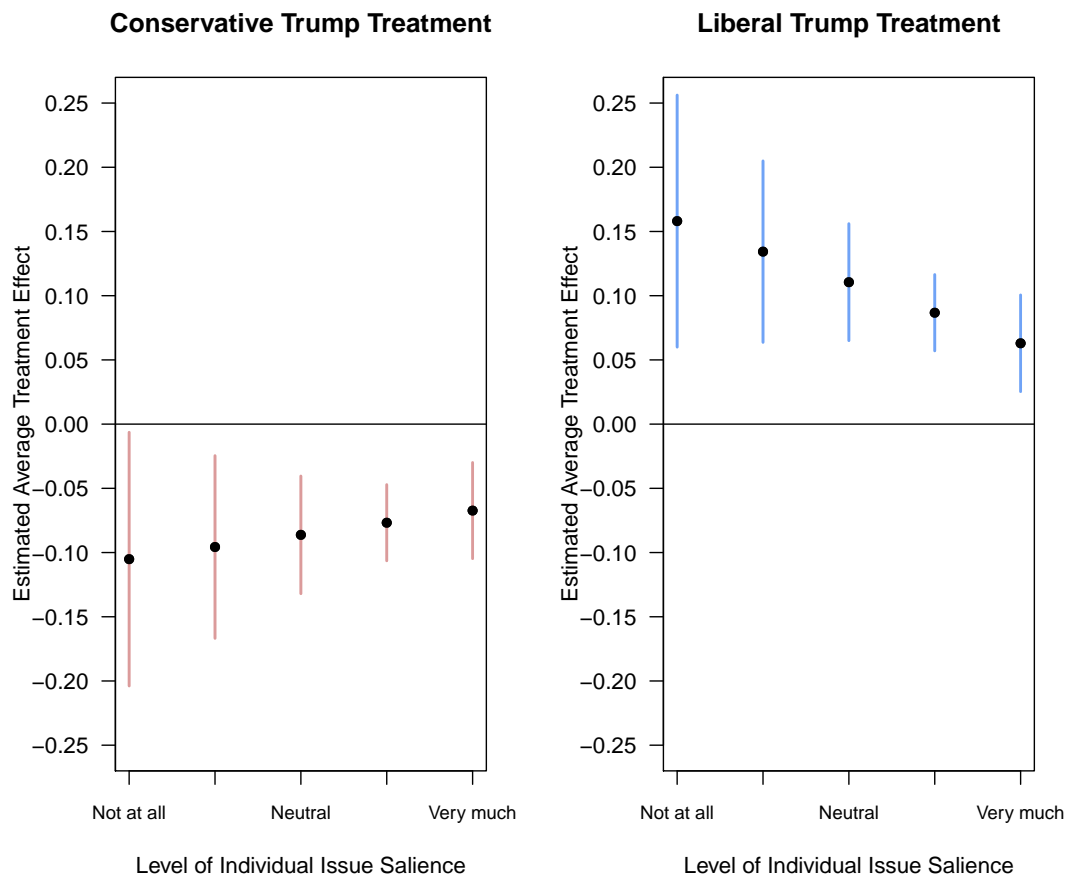 Conservative Trump Treatment
Estimated Average Treatment Effect
0.25
0.20
0.15
0.10
0.05
0.00
−0.05
−0.10
−0.15
−0.20
−0.25
Not at all
Neutral
Very much
Level of Individual Issue Salience
Liberal Trump Treatment
Estimated Average Treatment Effect
0.25
0.20
0.15
0.10
0.05
0.00
−0.05
−0.10
−0.15
−0.20
−0.25
Not at all
Neutral
Very much
Level of Individual Issue Salience